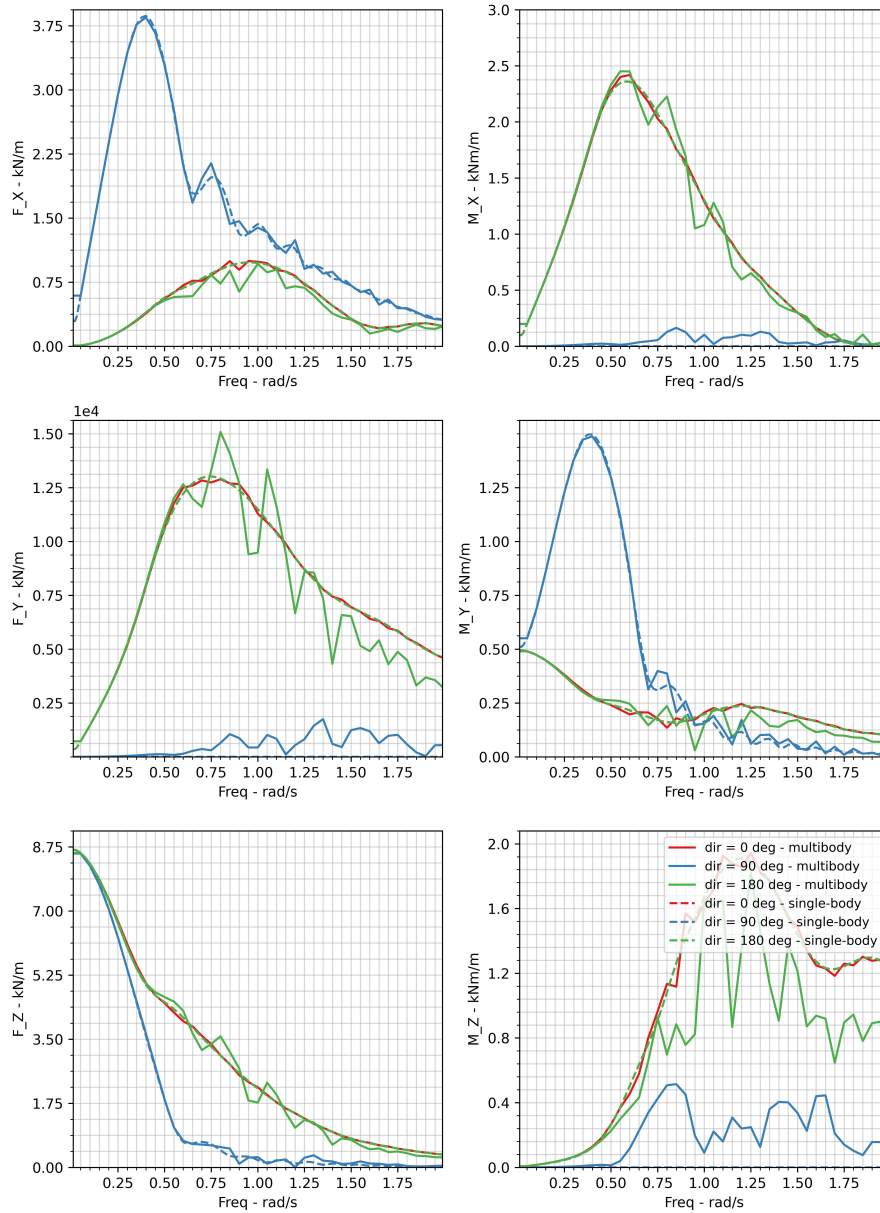 3.75
3.00
2.25
1.50
0.75
0.00
F_X - kN/m
0.25 0.50 0.75 1.00 1.25 1.50 1.75
Freq - rad/s
3.0
2.5
2.0
1.5
1.0
0.5
0.0
M_X - kNm/m
0.25 0.50 0.75 1.00 1.25 1.50 1.75
Freq - rad/s
1e4
1.50
1.25
1.00
0.75
0.50
0.25
F_Y - kN/m
0.25 0.50 0.75 1.00 1.25 1.50 1.75
Freq - rad/s
1.25
1.00
0.75
0.50
0.25
0.00
M_Y - kNm/m
0.25 0.50 0.75 1.00 1.25 1.50 1.75
Freq - rad/s
8.75
7.00
5.25
3.50
1.75
0.00
F_Z - kN/m
0.25 0.50 0.75 1.00 1.25 1.50 1.75
Freq - rad/s
2.0
1.6
1.2
0.8
0.4
0.0
M_Z - kNm/m
dir = 0 deg - multibody
dir = 90 deg - multibody
dir = 180 deg - multibody
dir = 0 deg - single-body
dir = 90 deg - single-body
dir = 180 deg - single-body
0.25 0.50 0.75 1.00 1.25 1.50 1.75
Freq - rad/s